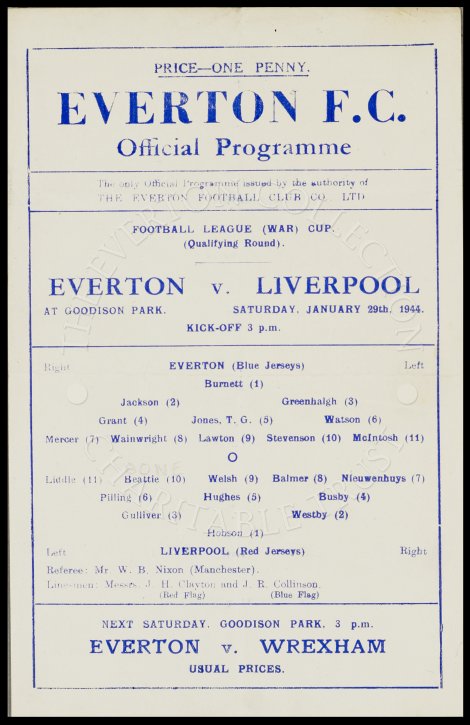 PRICE—ONE PENNY.
EVERTON F.C.
Official Programme
The only Official Programme issued by the authority of
THE EVERTON FOOTBALL CLUB CO., LTD
FOOTBALL LEAGUE (WAR) CUP.
(Qualifying Round).
EVERTON v. LIVERPOOL
AT GOODISON PARK. SATURDAY, JANUARY 29th, 1944.
KICK-OFF 3 p.m.
Right EVERTON (Blue Jerseys) Left
Burnett (1)
Jackson (2) Greenhalgh (3)
Grant (4) Jones, T. G. (5) Watson (6)
Mercer (7) Wainwright (8) Lawton (9) Stevenson (10) McIntosh (11)
O
Liddle (11) Beattie (10) Welsh (9) Balmer (8) Nieuwenhuys (7)
Pilling (6) Hughes (5) Busby (4)
Gulliver (3) Westby (2)
Hobson (1)
Left LIVERPOOL (Red Jerseys) Right
Referee: Mr. W. B. Nixon (Manchester).
Linesmen: Messrs. J. H. Clayton and J. R. Collinson.
(Red Flag) (Blue Flag)
NEXT SATURDAY, GOODISON PARK, 3 p.m.
EVERTON v. WREXHAM
USUAL PRICES.
THE EVERTON COLLECTION
CHARITABLE TRUST